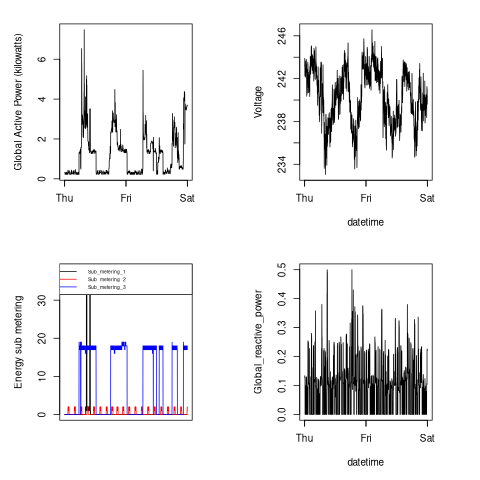 Global Active Power (kilowatts)
6
4
2
0
Thu
Fri
Sat
Voltage
246
242
238
234
Thu
Fri
Sat
datetime
Energy sub metering
30
20
10
0
Sub_metering_1
Sub_metering_2
Sub_metering_3
Global_reactive_power
0.5
0.4
0.3
0.2
0.1
0.0
Thu
Fri
Sat
datetime